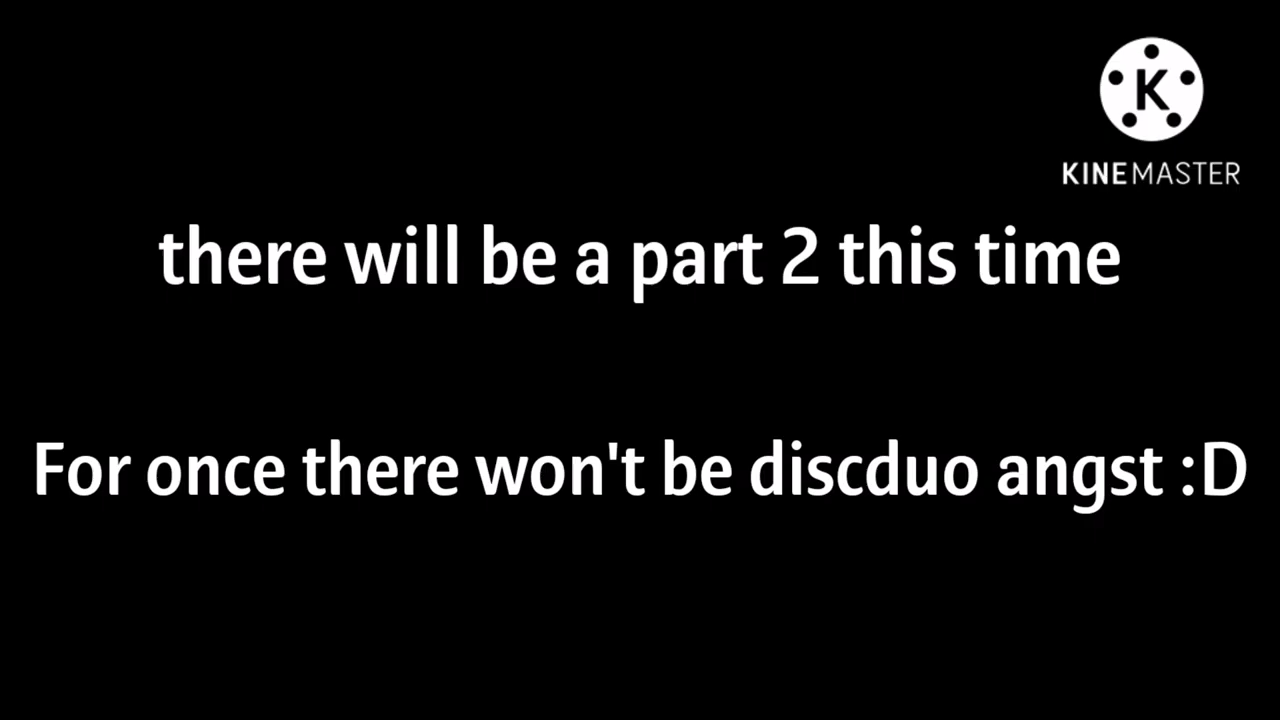 K
KINEMASTER
there will be a part 2 this time
For once there won't be discduo angst :D